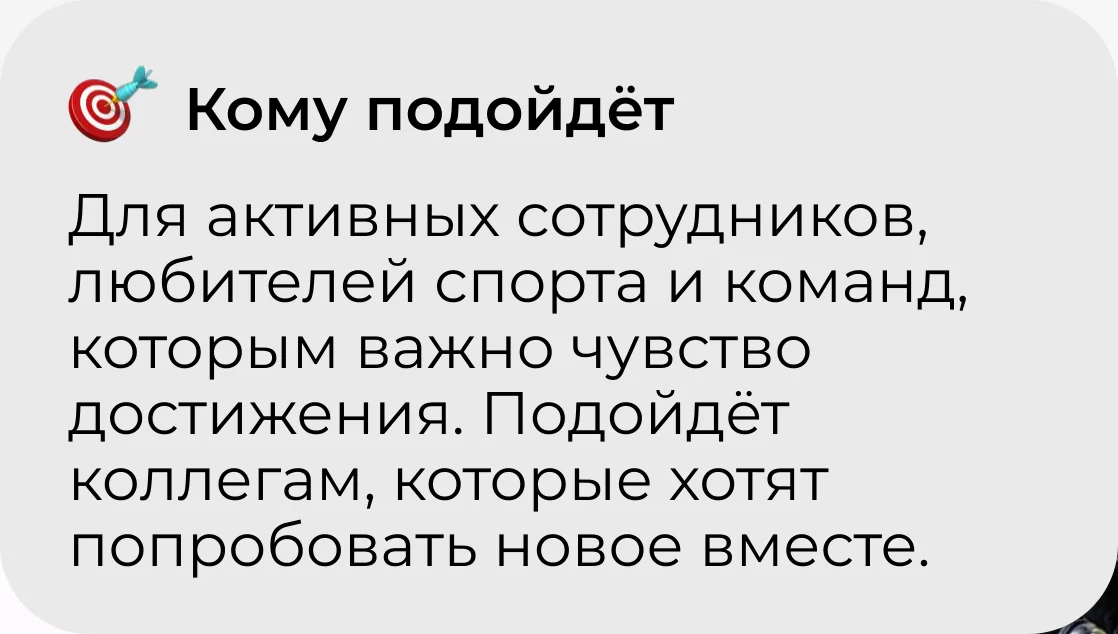 Кому подойдёт
Для активных сотрудников,
любителей спорта и команд,
которым важно чувство
достижения. Подойдёт
коллегам, которые хотят
попробовать новое вместе.